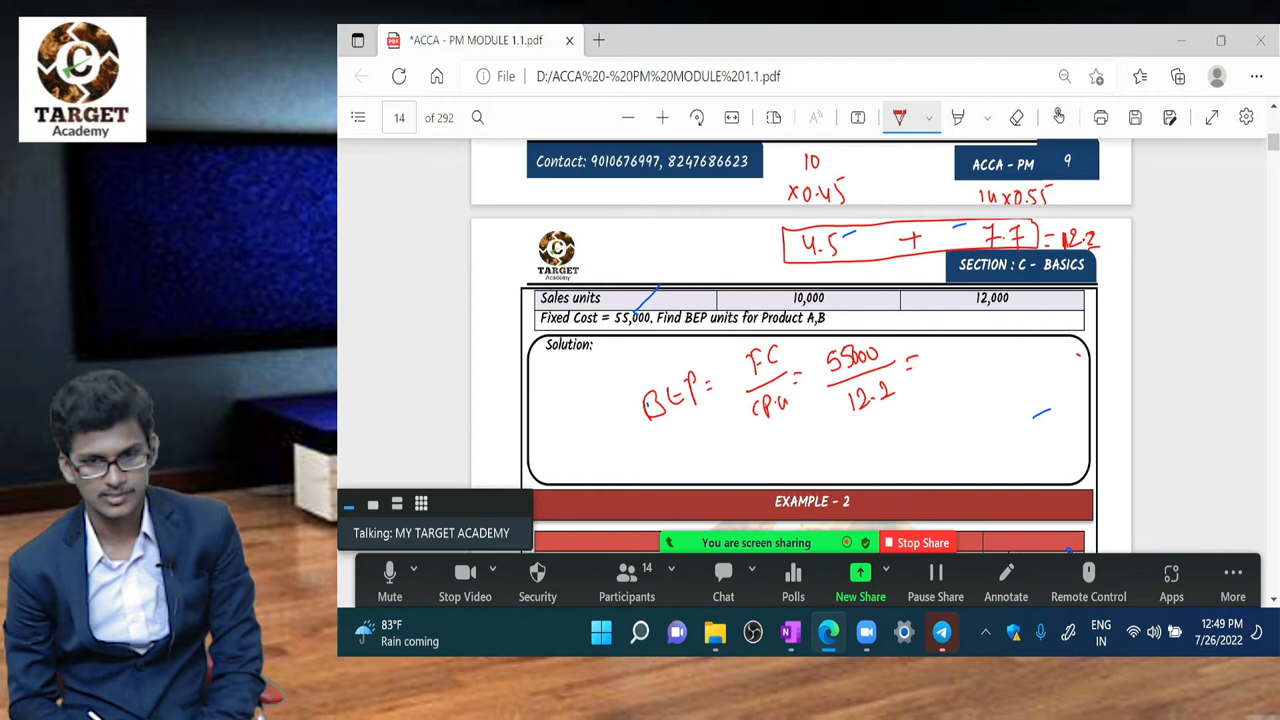 C
TARGET
Academy
*ACCA - PM MODULE 1.1.pdf
File
D:/ACCA%20-%20PM%20MODULE%201.1.pdf
14 of 292
Contact: 9010676997, 8247686623
10
ACCA - PM 9
×0.45
14×0.55
4.5 + 7.7 = 12.2
C
TARGET
Academy
SECTION : C - BASICS
Sales units 10,000 12,000
Fixed Cost = 55,000. Find BEP units for Product A,B
Solution:
BEP = FC / CP.U = 55000 / 12.2 =
EXAMPLE - 2
Talking: MY TARGET ACADEMY
You are screen sharing
Stop Share
14
Mute Stop Video Security Participants Chat Polls New Share Pause Share Annotate Remote Control Apps More
83°F
Rain coming
ENG
IN
12:49 PM
7/26/2022